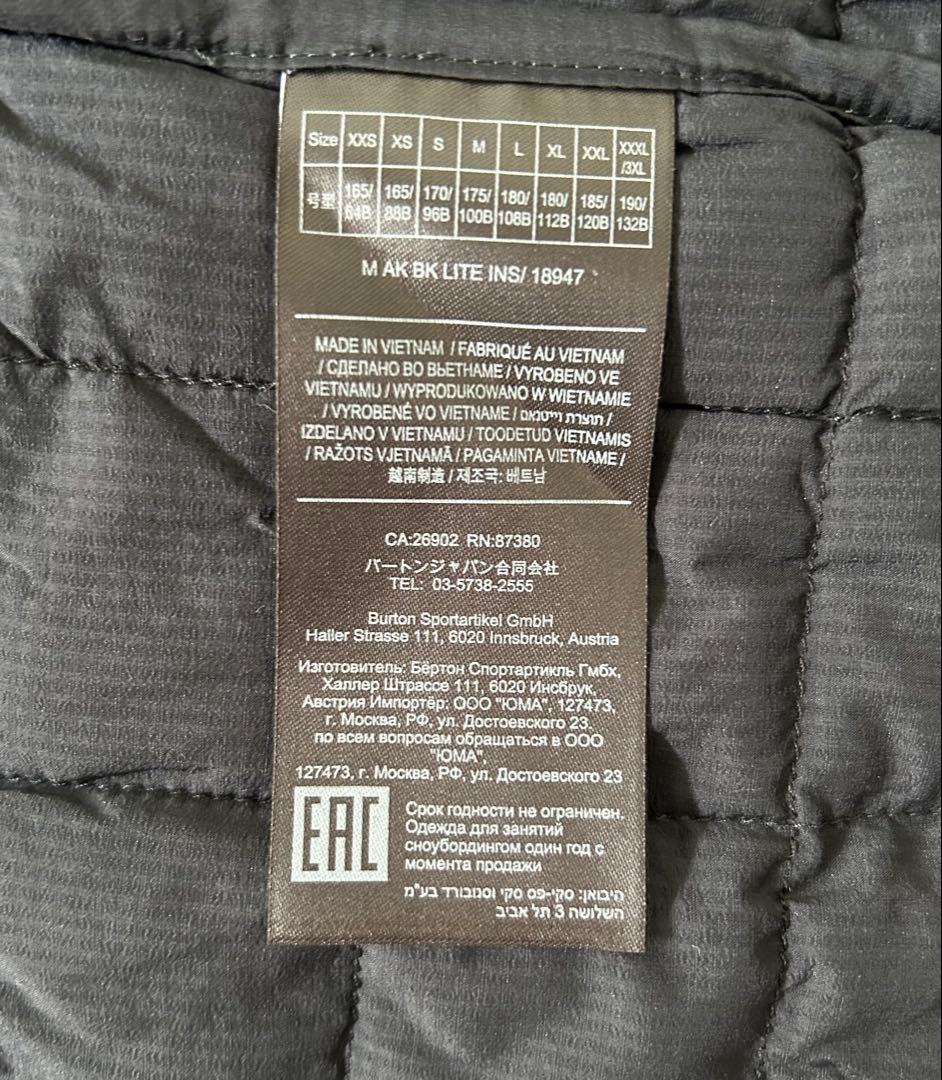 Size XXS XS S M L XL XXL XXXL/3XL
号型 165/84B 165/88B 170/96B 175/100B 180/108B 180/112B 185/120B 190/132B
M AK BK LITE INS/ 18947
MADE IN VIETNAM / FABRIQUÉ AU VIETNAM
/ СДЕЛАНО ВО ВЬЕТНАМЕ / VYROBENO VE
VIETNAMU / WYPRODUKOWANO W WIETNAMIE
/ VYROBENÉ VO VIETNAME / תוצרת וייטנאם /
IZDELANO V VIETNAMU / TOODETUD VIETNAMIS
/ RAŽOTS VJETNAMĀ / PAGAMINTA VIETNAME /
越南制造 / 제조국: 베트남
CA:26902 RN:87380
バートンジャパン合同会社
TEL: 03-5738-2555
Burton Sportartikel GmbH
Haller Strasse 111, 6020 Innsbruck, Austria
Изготовитель: Бёртон Спортартикль Гмбх,
Халлер Штрассе 111, 6020 Инсбрук,
Австрия Импортёр: ООО "ЮМА", 127473,
г. Москва, РФ, ул. Достоевского 23,
по всем вопросам обращаться в ООО
"ЮМА",
127473, г. Москва, РФ, ул. Достоевского 23
EAC
Срок годности не ограничен.
Одежда для занятий
сноубордингом один год с
момента продажи
היבואן: סקי-פס סקי וסנובורד בע"מ
השלושה 3 תל אביב